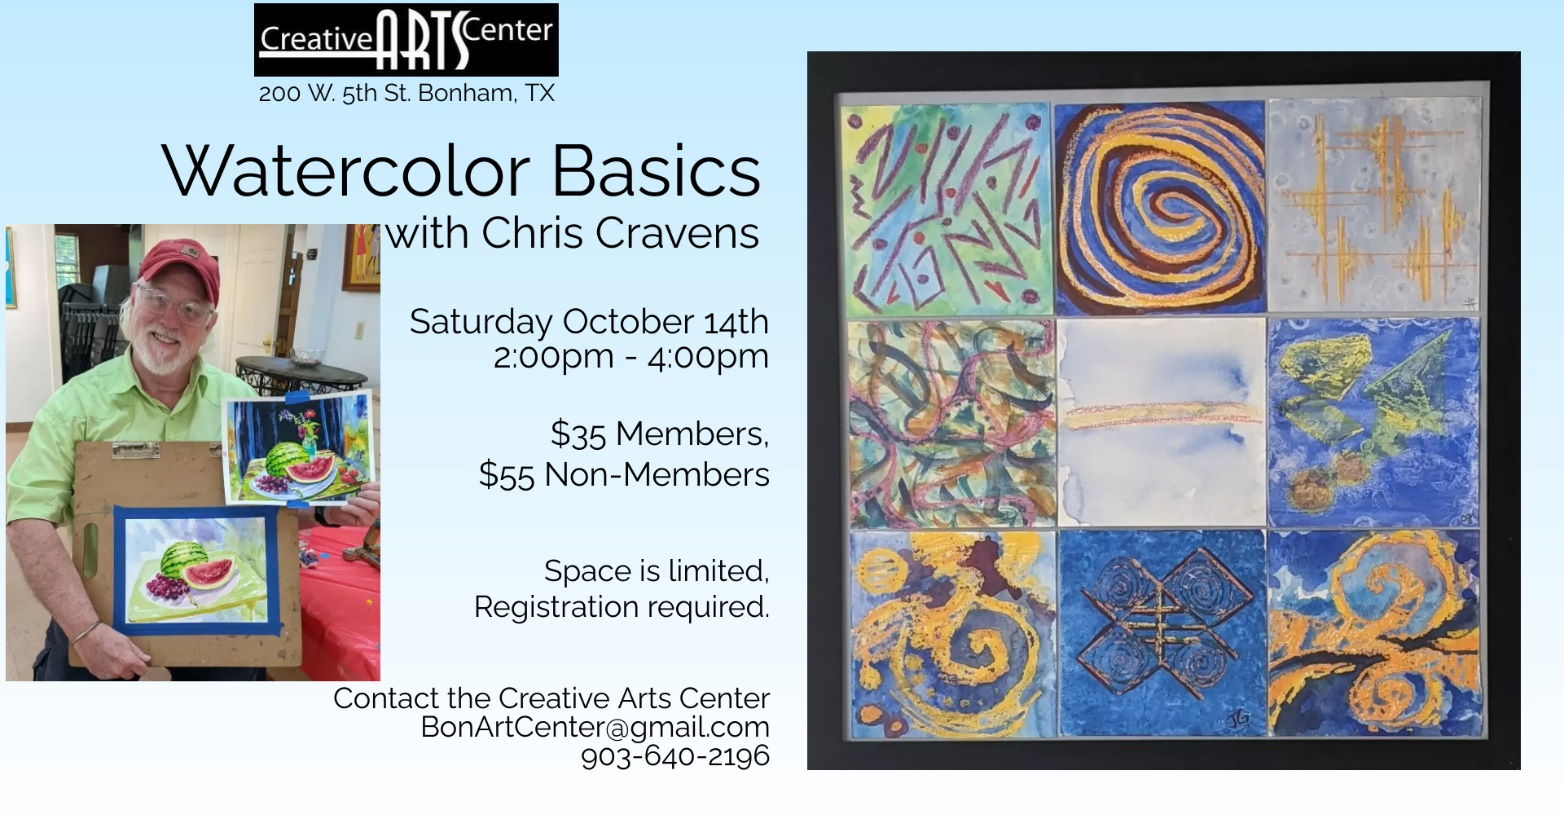 Creative ARTS Center
200 W. 5th St. Bonham, TX
Watercolor Basics
with Chris Cravens
Saturday October 14th
2:00pm - 4:00pm
$35 Members,
$55 Non-Members
Space is limited,
Registration required.
Contact the Creative Arts Center
BonArtCenter@gmail.com
903-640-2196
JG